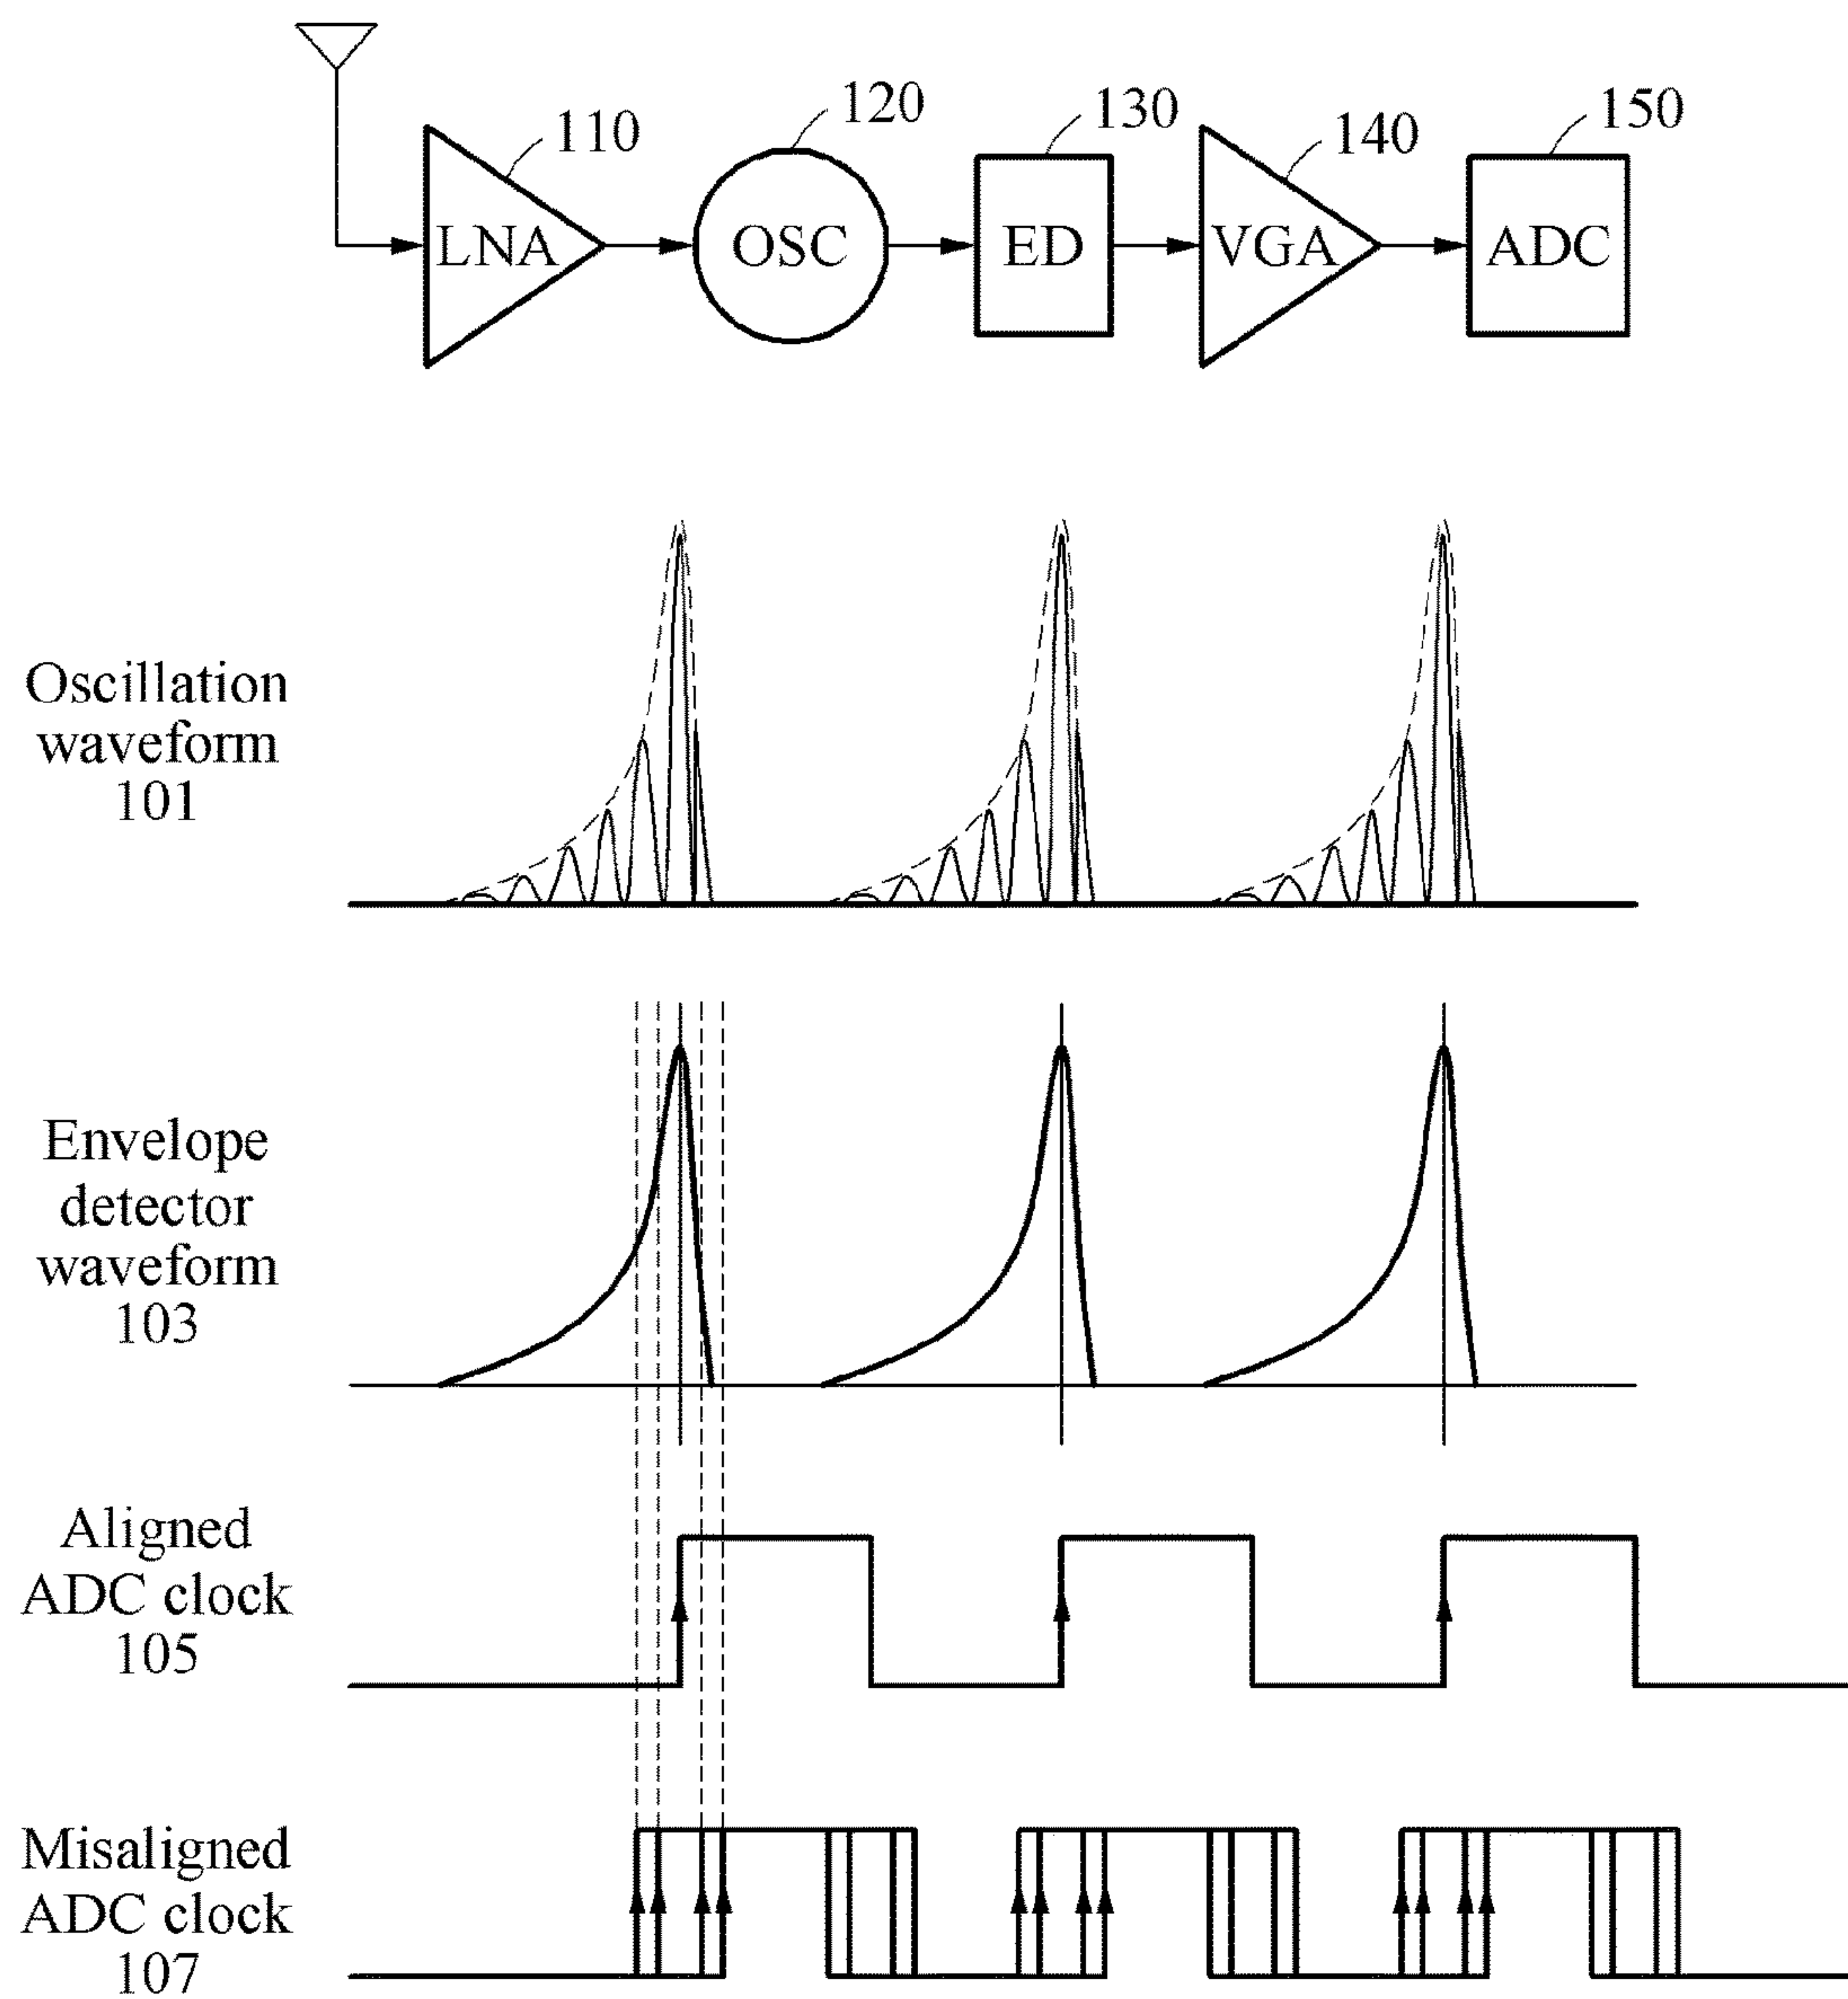 110
120
130
140
150
LNA
OSC
ED
VGA
ADC
Oscillation
waveform
101
Envelope
detector
waveform
103
Aligned
ADC clock
105
Misaligned
ADC clock
107